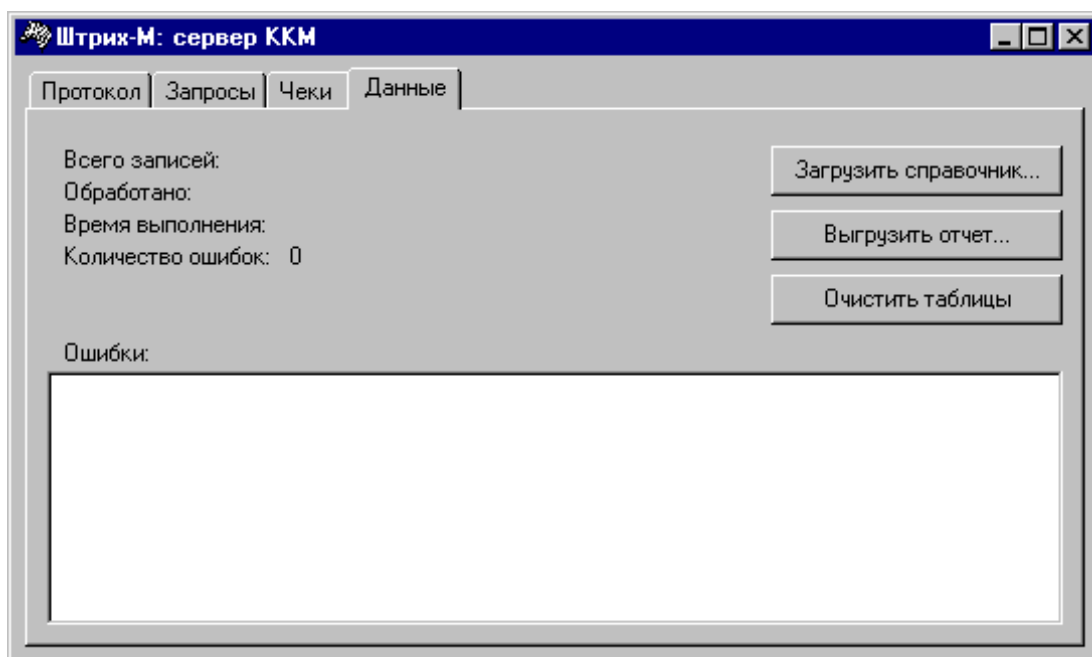 Штрих-М: сервер ККМ
Протокол Запросы Чеки Данные
Всего записей:
Загрузить справочник...
Обработано:
Время выполнения:
Выгрузить отчет...
Количество ошибок: 0
Очистить таблицы
Ошибки: